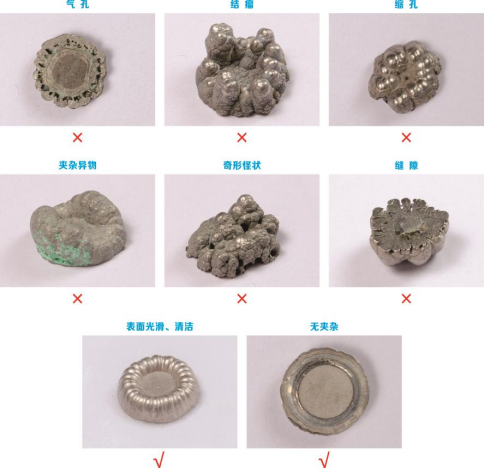 气 孔
结 瘤
缩 孔
×
×
×
夹杂异物
奇形怪状
缝 隙
×
×
×
表面光滑、清洁
无夹杂
√
√